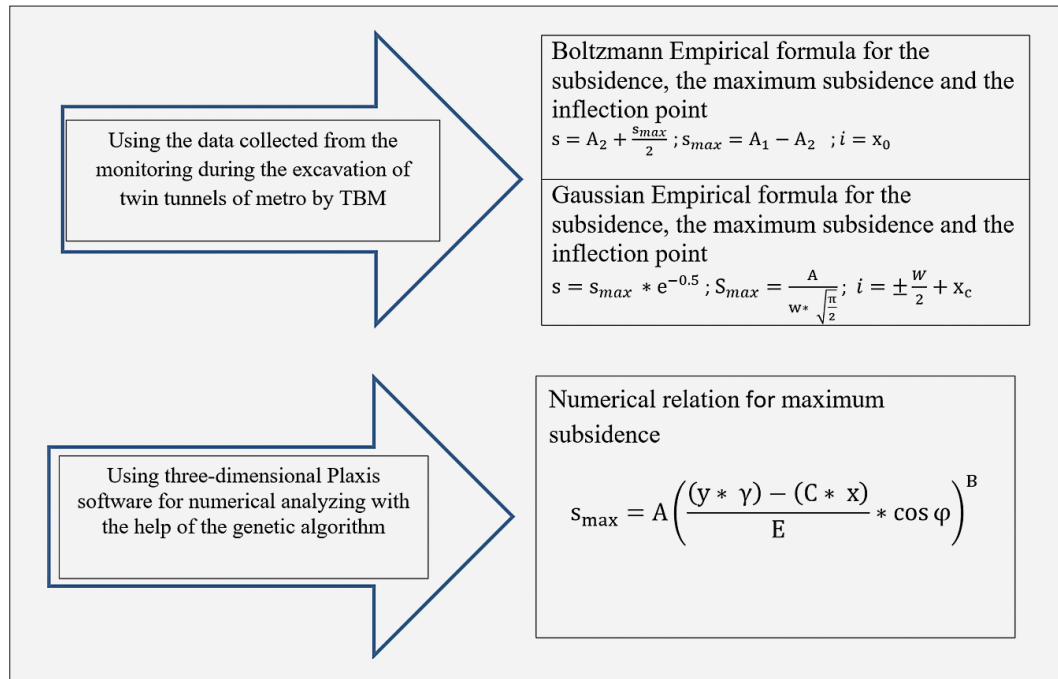 Using the data collected from the
monitoring during the excavation of
twin tunnels of metro by TBM
Boltzmann Empirical formula for the
subsidence, the maximum subsidence and the
inflection point
s = A₂ + s_max/2 ; s_max = A₁ − A₂ ; i = x₀
Gaussian Empirical formula for the
subsidence, the maximum subsidence and the
inflection point
s = s_max * e^−0.5 ; S_max = A/(w* √(π/2)) ; i = ± W/2 + x_c
Using three-dimensional Plaxis
software for numerical analyzing with
the help of the genetic algorithm
Numerical relation for maximum
subsidence
s_max = A(((y * γ) − (C * x))/E * cos φ)^B